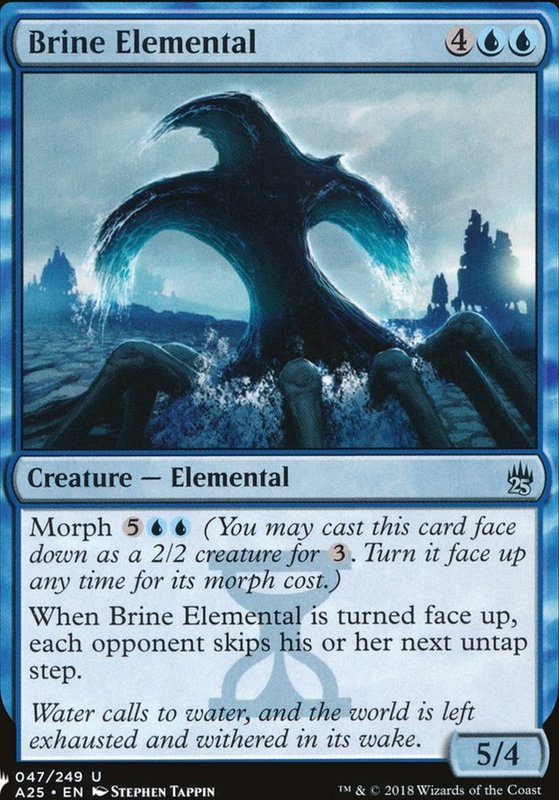 Brine Elemental 4
Creature — Elemental
25
Morph 5 (You may cast this card face
down as a 2/2 creature for 3. Turn it face up
any time for its morph cost.)
When Brine Elemental is turned face up,
each opponent skips his or her next untap
step.
Water calls to water, and the world is left
exhausted and withered in its wake.
5/4
047/249 U
A25 • EN STEPHEN TAPPIN
™ & © 2018 Wizards of the Coast